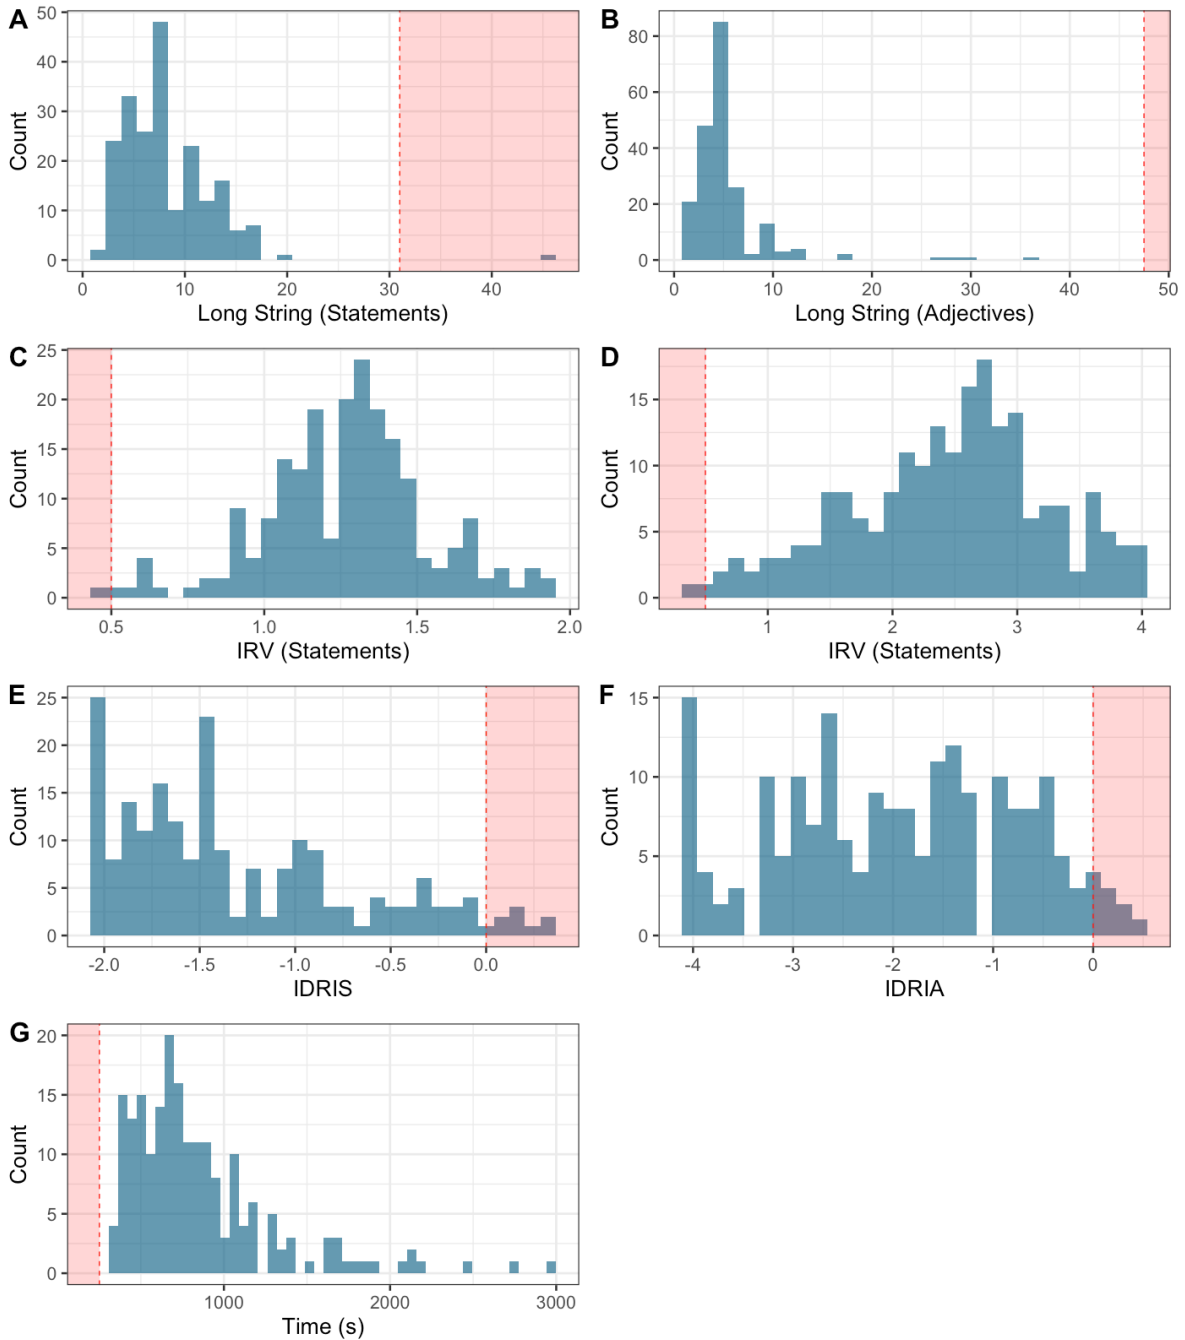 A
50
40
30
20
10
0
Count
0 10 20 30 40
Long String (Statements)
B
80
60
40
20
0
Count
0 10 20 30 40 50
Long String (Adjectives)
C
25
20
15
10
5
0
Count
0.5 1.0 1.5 2.0
IRV (Statements)
D
15
10
5
0
Count
1 2 3 4
IRV (Statements)
E
25
20
15
10
5
0
Count
-2.0 -1.5 -1.0 -0.5 0.0
IDRIS
F
15
10
5
0
Count
-4 -3 -2 -1 0
IDRIA
G
20
15
10
5
0
Count
1000 2000 3000
Time (s)